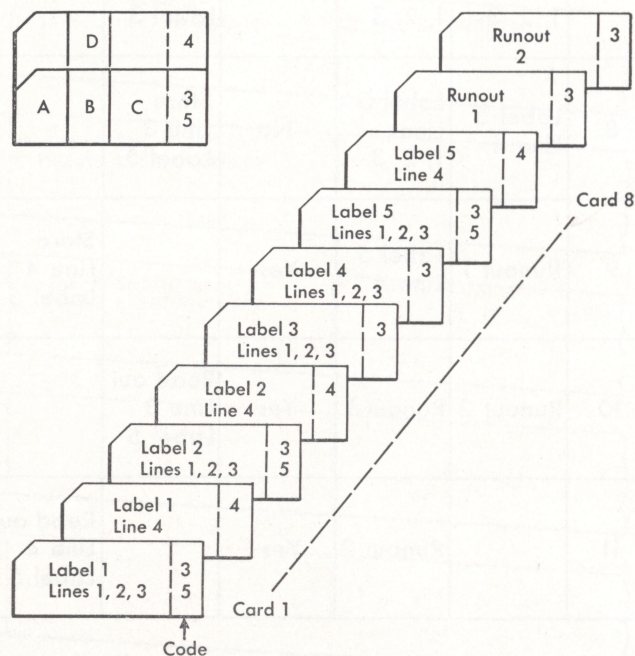 D 4
A B C 3
5
Runout 3
2
Runout 3
1
Label 5 4
Line 4
Label 5 3
Lines 1, 2, 3 5
Card 8
Label 4 3
Lines 1, 2, 3
Label 3 3
Lines 1, 2, 3
Label 2 4
Line 4
Label 2 3
Lines 1, 2, 3 5
Label 1 4
Line 4
Label 1 3
Lines 1, 2, 3 5
Card 1
Code